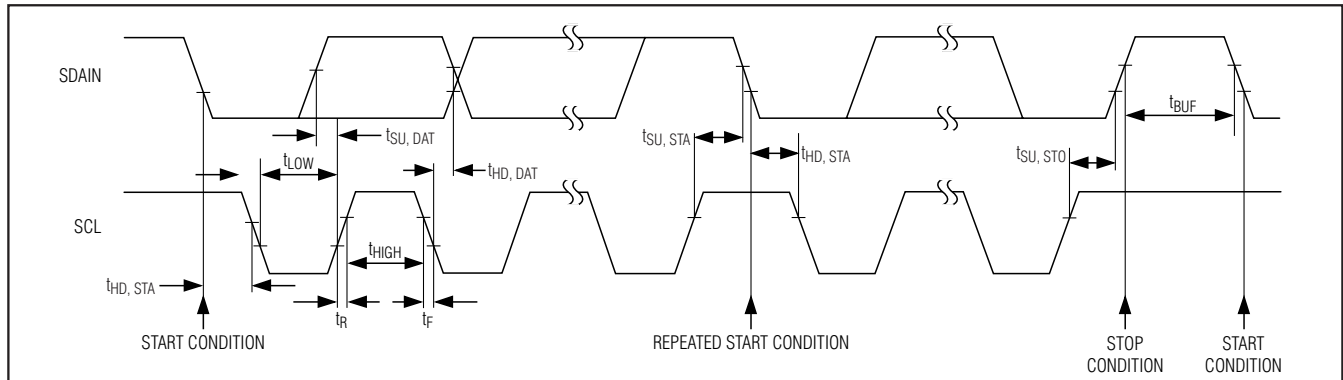 SDAIN
tSU, DAT
tLOW
tHD, DAT
tSU, STA
tHD, STA
tBUF
tSU, STO
SCL
tHIGH
tHD, STA
tR
tF
START CONDITION
REPEATED START CONDITION
STOP
CONDITION
START
CONDITION